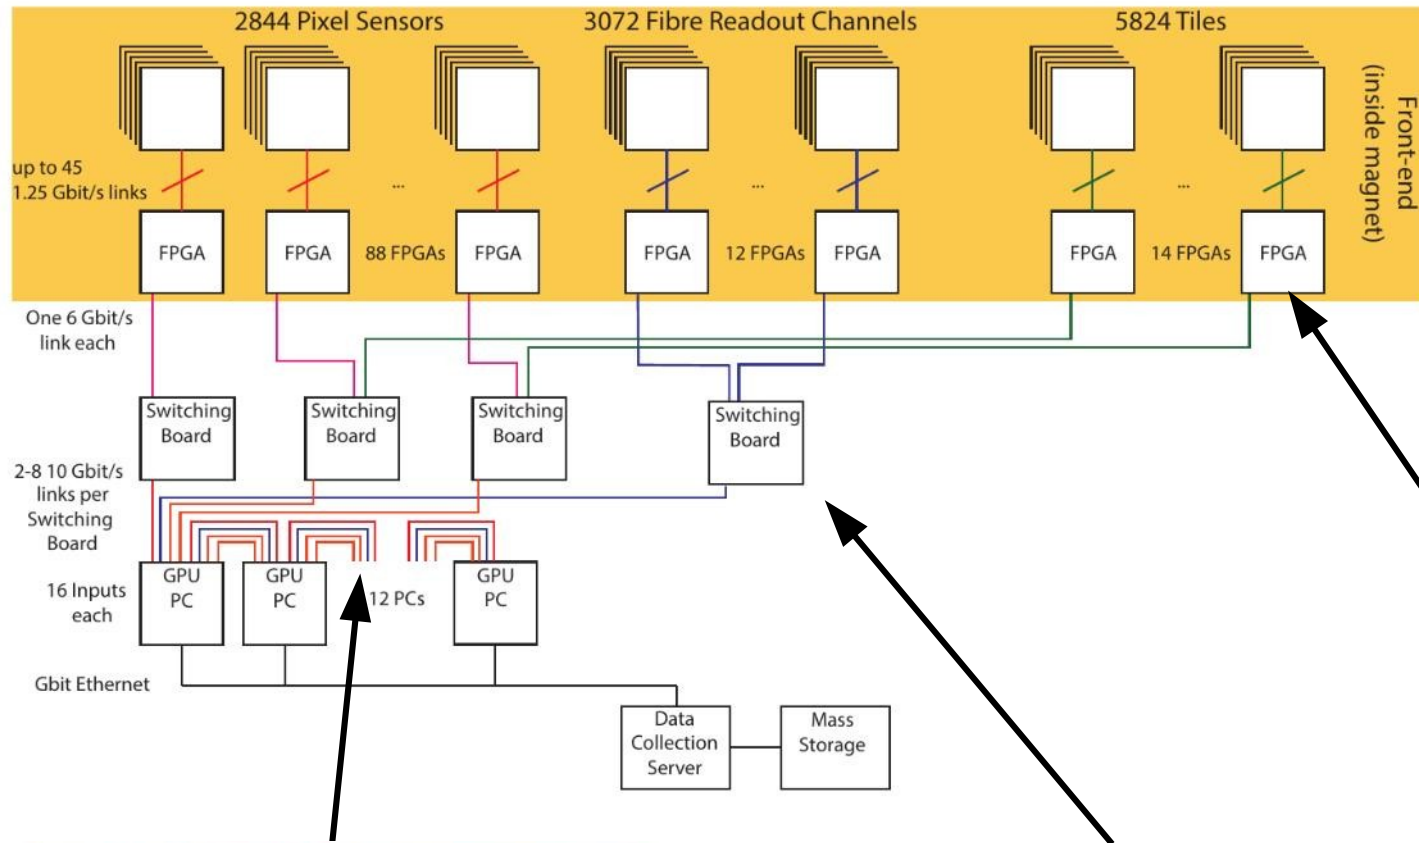 2844 Pixel Sensors
3072 Fibre Readout Channels
5824 Tiles
Front-end
(inside magnet)
up to 45
1.25 Gbit/s links
...
...
...
FPGA
FPGA
88 FPGAs
FPGA
FPGA
12 FPGAs
FPGA
FPGA
14 FPGAs
FPGA
One 6 Gbit/s
link each
Switching
Board
Switching
Board
Switching
Board
Switching
Board
2-8 10 Gbit/s
links per
Switching
Board
16 Inputs
each
GPU
PC
GPU
PC
12 PCs
GPU
PC
Gbit Ethernet
Data
Collection
Server
Mass
Storage